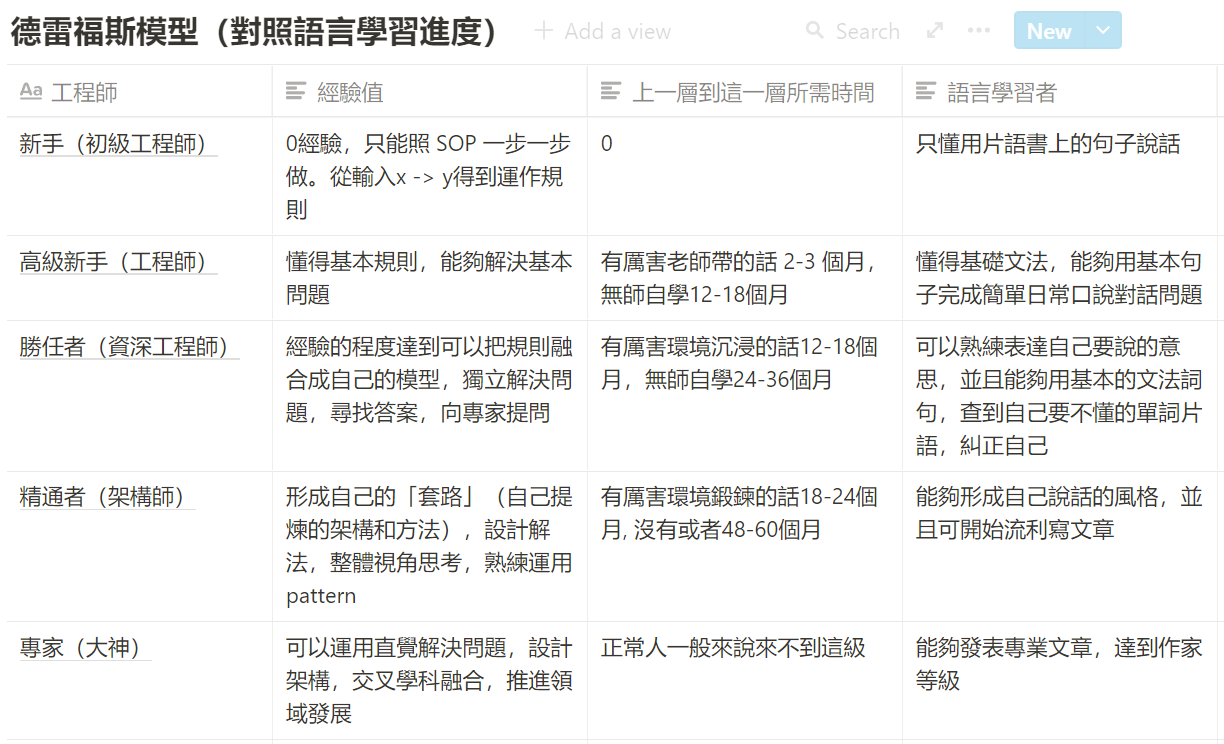 德雷福斯模型（對照語言學習進度）
Add a view
Search
New
Aa 工程師
經驗值
上一層到這一層所需時間
語言學習者
新手（初級工程師）
0經驗，只能照 SOP 一步一步
做。從輸入x -> y得到運作規
則
0
只懂用片語書上的句子說話
高級新手（工程師）
懂得基本規則，能夠解決基本
問題
有厲害老師帶的話 2-3 個月，
無師自學12-18個月
懂得基礎文法，能夠用基本句
子完成簡單日常口說對話問題
勝任者（資深工程師）
經驗的程度達到可以把規則融
合成自己的模型，獨立解決問
題，尋找答案，向專家提問
有厲害環境沉浸的話12-18個
月，無師自學24-36個月
可以熟練表達自己要說的意
思，並且能夠用基本的文法詞
句，查到自己要不懂的單詞片
語，糾正自己
精通者（架構師）
形成自己的「套路」（自己提
煉的架構和方法），設計解
法，整體視角思考，熟練運用
pattern
有厲害環境鍛鍊的話18-24個
月, 沒有或者48-60個月
能夠形成自己說話的風格，並
且可開始流利寫文章
專家（大神）
可以運用直覺解決問題，設計
架構，交叉學科融合，推進領
域發展
正常人一般來說來不到這級
能夠發表專業文章，達到作家
等級